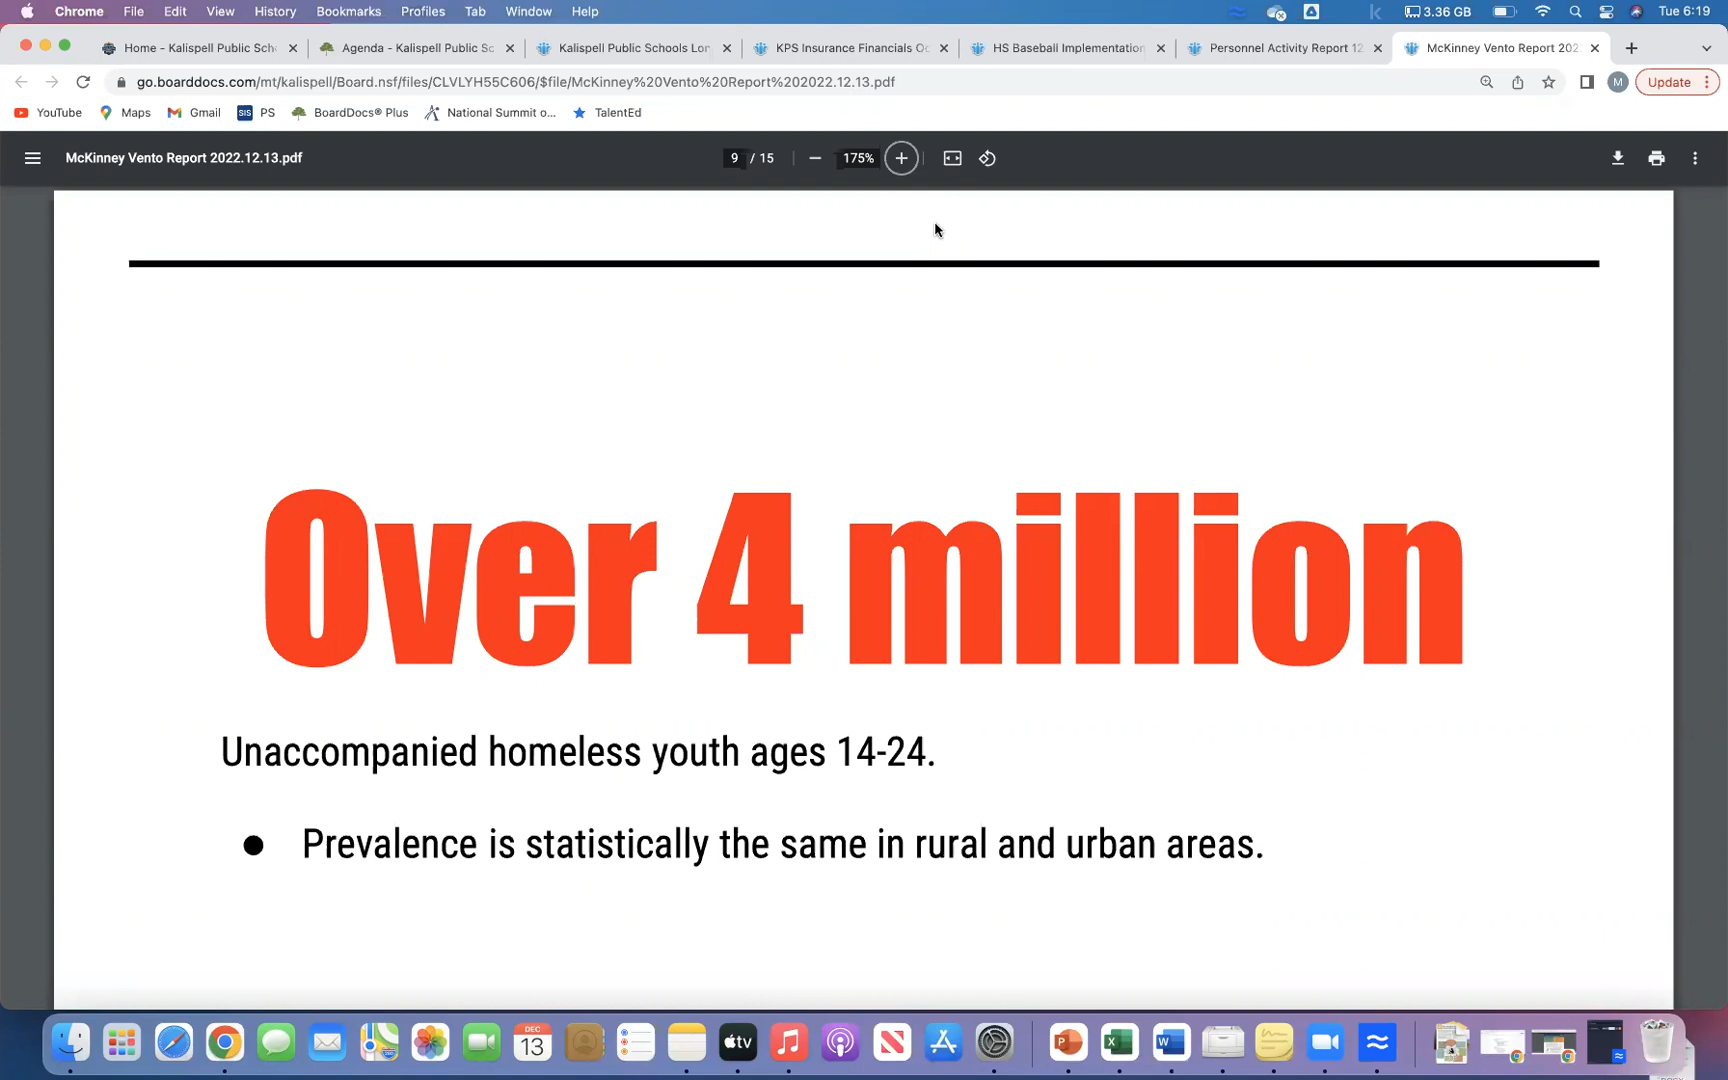 Chrome File Edit View History Bookmarks Profiles Tab Window Help 3.36 GB Tue 6:19
Home - Kalispell Public Sch Agenda - Kalispell Public Sc Kalispell Public Schools Lon KPS Insurance Financials Oc HS Baseball Implementation Personnel Activity Report 12 McKinney Vento Report 202
go.boarddocs.com/mt/kalispell/Board.nsf/files/CLVLYH55C606/$file/McKinney%20Vento%20Report%202022.12.13.pdf M Update
YouTube Maps Gmail SIS PS BoardDocs® Plus National Summit o... TalentEd
McKinney Vento Report 2022.12.13.pdf 9 / 15 175%
Over 4 million
Unaccompanied homeless youth ages 14-24.
● Prevalence is statistically the same in rural and urban areas.
DEC
13
tv
P X W